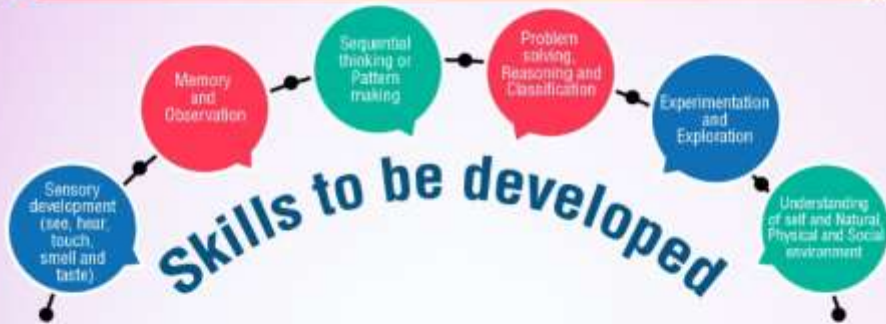 Sensory
development
(see, hear,
touch,
smell and
taste)
Memory
and
Observation
Sequential
thinking or
Pattern
making
Problem
solving,
Reasoning and
Classification
Experimentation
and
Exploration
Understanding
of self and Natural,
Physical and Social
environment
Skills to be developed